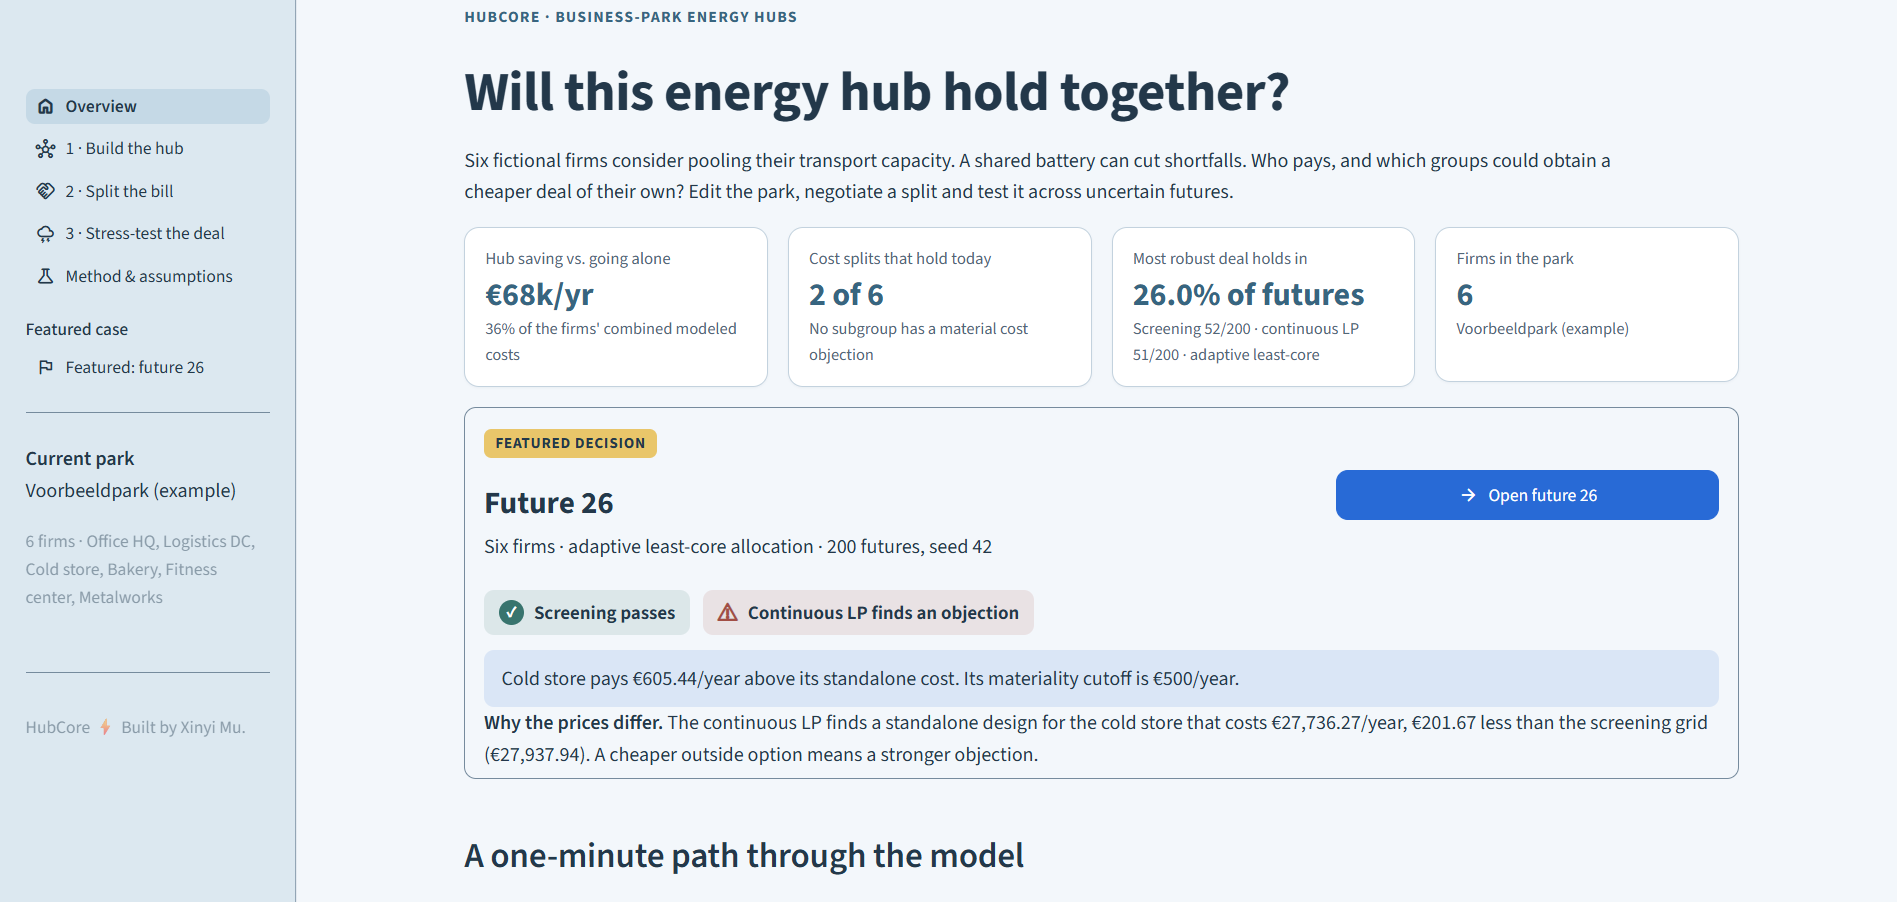 Overview
1 · Build the hub
2 · Split the bill
3 · Stress-test the deal
Method & assumptions
Featured case
Featured: future 26
Current park
Voorbeeldpark (example)
6 firms · Office HQ, Logistics DC,
Cold store, Bakery, Fitness
center, Metalworks
HubCore ⚡ Built by Xinyi Mu.
HUBCORE · BUSINESS-PARK ENERGY HUBS
Will this energy hub hold together?
Six fictional firms consider pooling their transport capacity. A shared battery can cut shortfalls. Who pays, and which groups could obtain a
cheaper deal of their own? Edit the park, negotiate a split and test it across uncertain futures.
Hub saving vs. going alone
€68k/yr
36% of the firms' combined modeled
costs
Cost splits that hold today
2 of 6
No subgroup has a material cost
objection
Most robust deal holds in
26.0% of futures
Screening 52/200 · continuous LP
51/200 · adaptive least-core
Firms in the park
6
Voorbeeldpark (example)
FEATURED DECISION
Future 26
Open future 26
Six firms · adaptive least-core allocation · 200 futures, seed 42
Screening passes
Continuous LP finds an objection
Cold store pays €605.44/year above its standalone cost. Its materiality cutoff is €500/year.
Why the prices differ. The continuous LP finds a standalone design for the cold store that costs €27,736.27/year, €201.67 less than the screening grid
(€27,937.94). A cheaper outside option means a stronger objection.
A one-minute path through the model